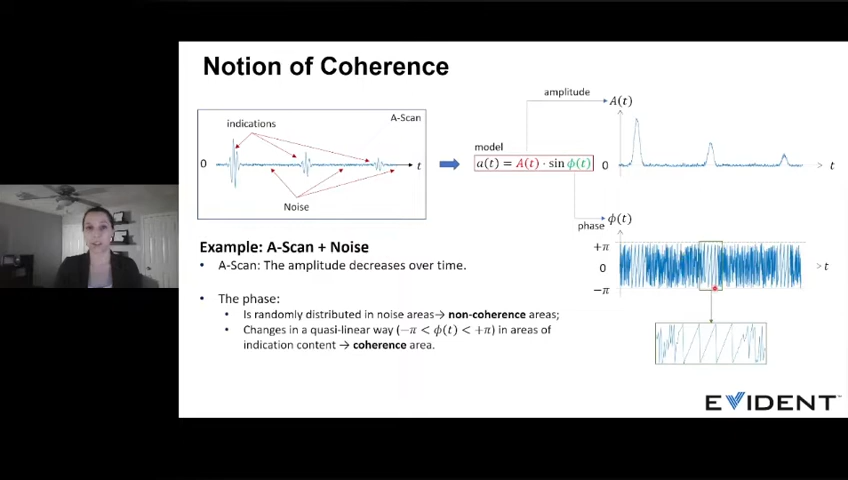 Notion of Coherence
indications
A-Scan
0
t
Noise
model
a(t) = A(t) · sin ϕ(t)
amplitude
A(t)
0
t
phase
ϕ(t)
+π
0
−π
t
Example: A-Scan + Noise
• A-Scan: The amplitude decreases over time.
• The phase:
• Is randomly distributed in noise areas→ non-coherence areas;
• Changes in a quasi-linear way (−π < ϕ(t) < +π) in areas of
indication content → coherence area.
EVIDENT